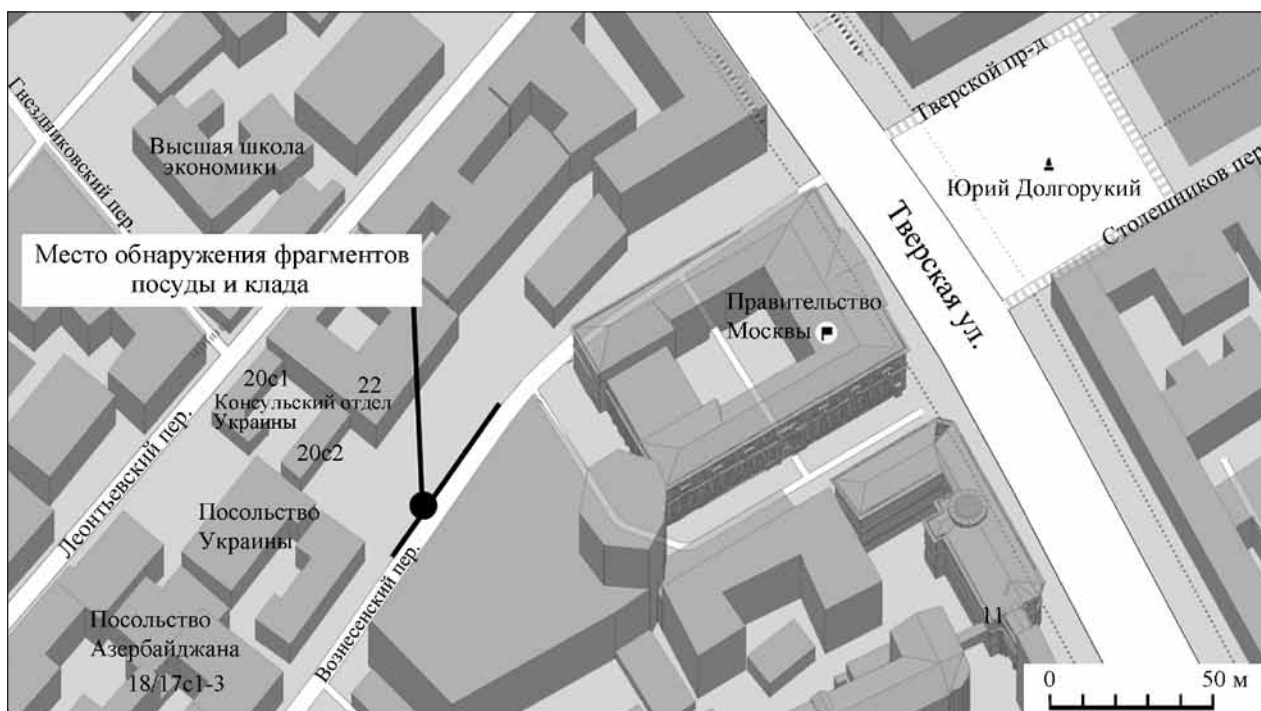 Тверской пр-д
Гнездниковский пер.
Высшая школа
экономики
Юрий Долгорукий
Столешников пер.
Тверская ул.
Место обнаружения фрагментов
посуды и клада
Правительство
Москвы
20с1
22
Консульский отдел
Украины
20с2
Леонтьевский пер.
Посольство
Украины
Вознесенский пер.
Посольство
Азербайджана
18/17с1-3
11
0
50 м